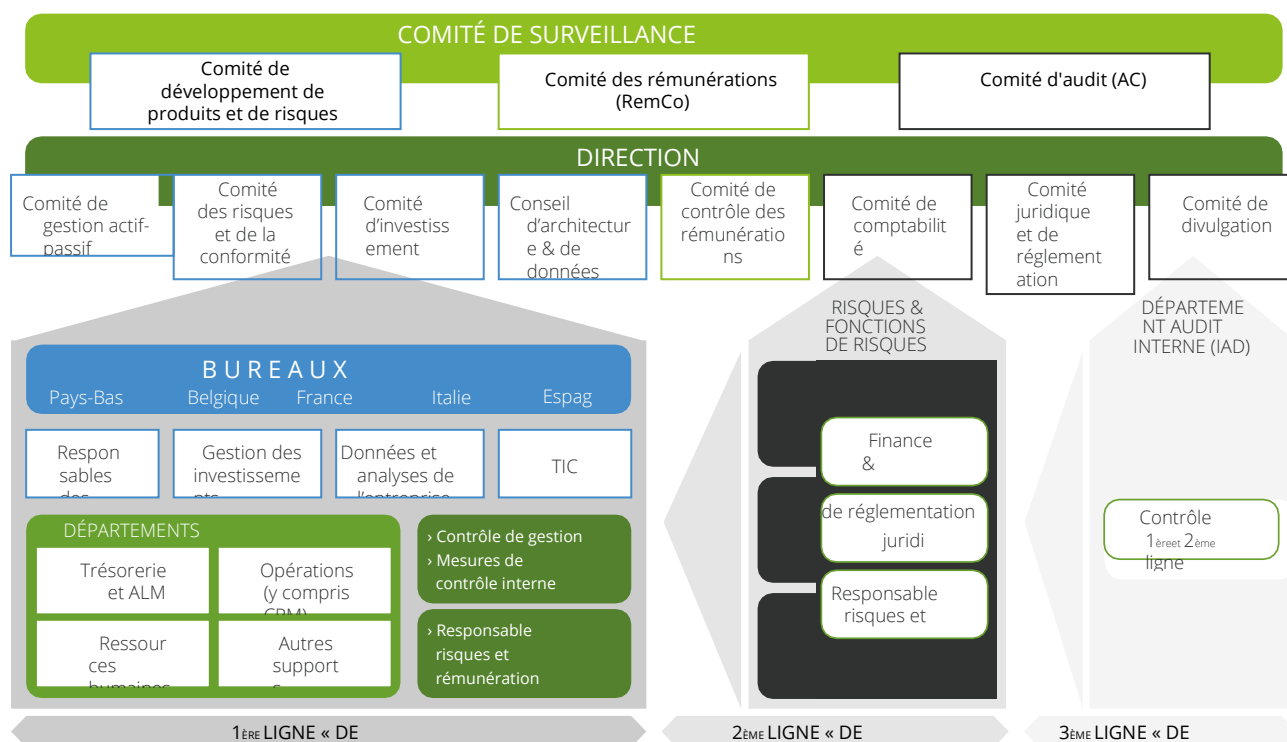 COMITÉ DE SURVEILLANCE
Comité de
développement de
produits et de risques
Comité des rémunérations
(RemCo)
Comité d'audit (AC)
DIRECTION
Comité de
gestion actif-
passif
Comité
des risques
et de la
conformité
Comité
d’investiss
ement
Conseil
d’architectur
e & de
données
Comité de
contrôle des
rémunératio
ns
Comité de
comptabilit
é
Comité
juridique
et de
réglement
ation
Comité de
divulgation
BUREAUX
Pays-Bas Belgique France Italie Espag
Respon
sables
des
Gestion des
investisseme
nts
Données et
analyses de
l’entreprise
TIC
DÉPARTEMENTS
Trésorerie
et ALM
Opérations
(y compris
CRM)
Ressour
ces
humaines
Autres
support
s
› Contrôle de gestion
› Mesures de
contrôle interne
› Responsable
risques et
rémunération
RISQUES &
FONCTIONS
DE RISQUES
Finance
&
de réglementation
juridi
Responsable
risques et
DÉPARTEME
NT AUDIT
INTERNE (IAD)
Contrôle
1èreet 2ème
ligne
1ÈRE LIGNE « DE
2ÈME LIGNE « DE
3ÈME LIGNE « DE